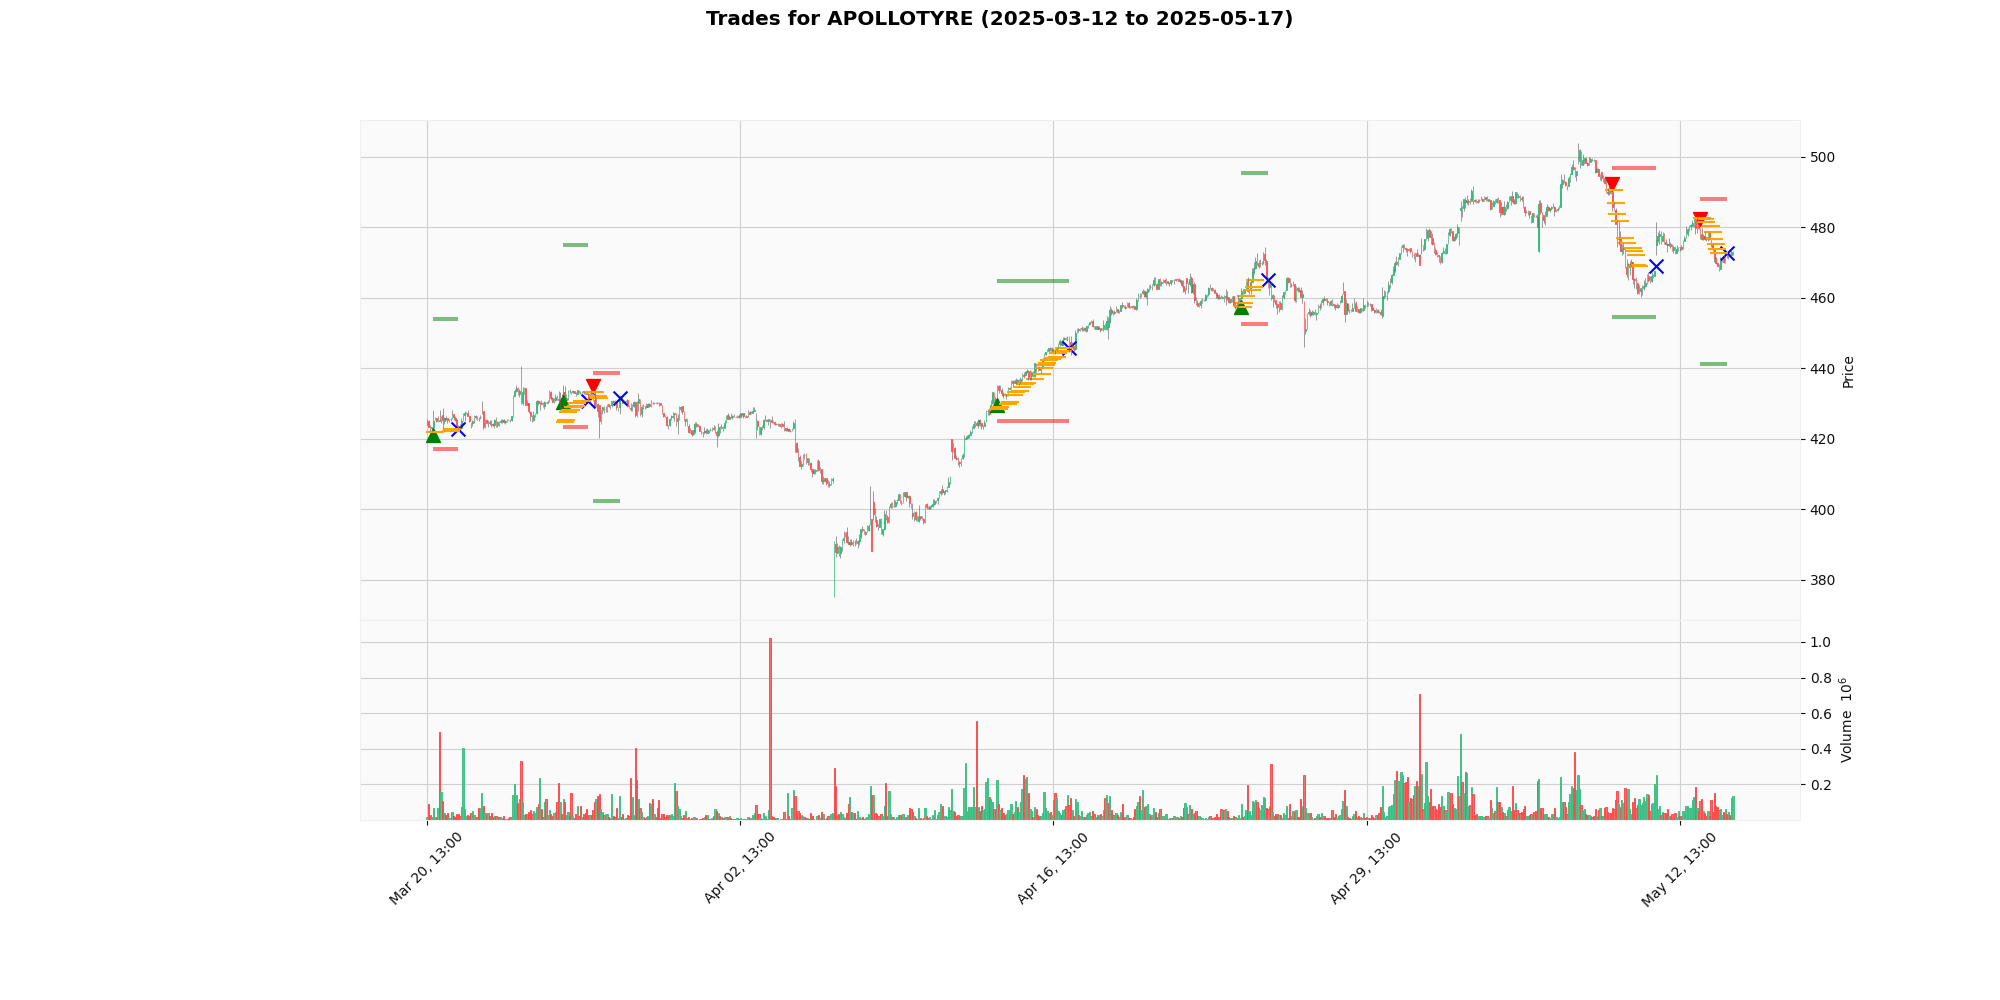 Trades for APOLLOTYRE (2025-03-12 to 2025-05-17)
500
480
460
440
420
400
380
Price
1.0
0.8
0.6
0.4
0.2
Volume 10⁶
Mar 20, 13:00
Apr 02, 13:00
Apr 16, 13:00
Apr 29, 13:00
May 12, 13:00